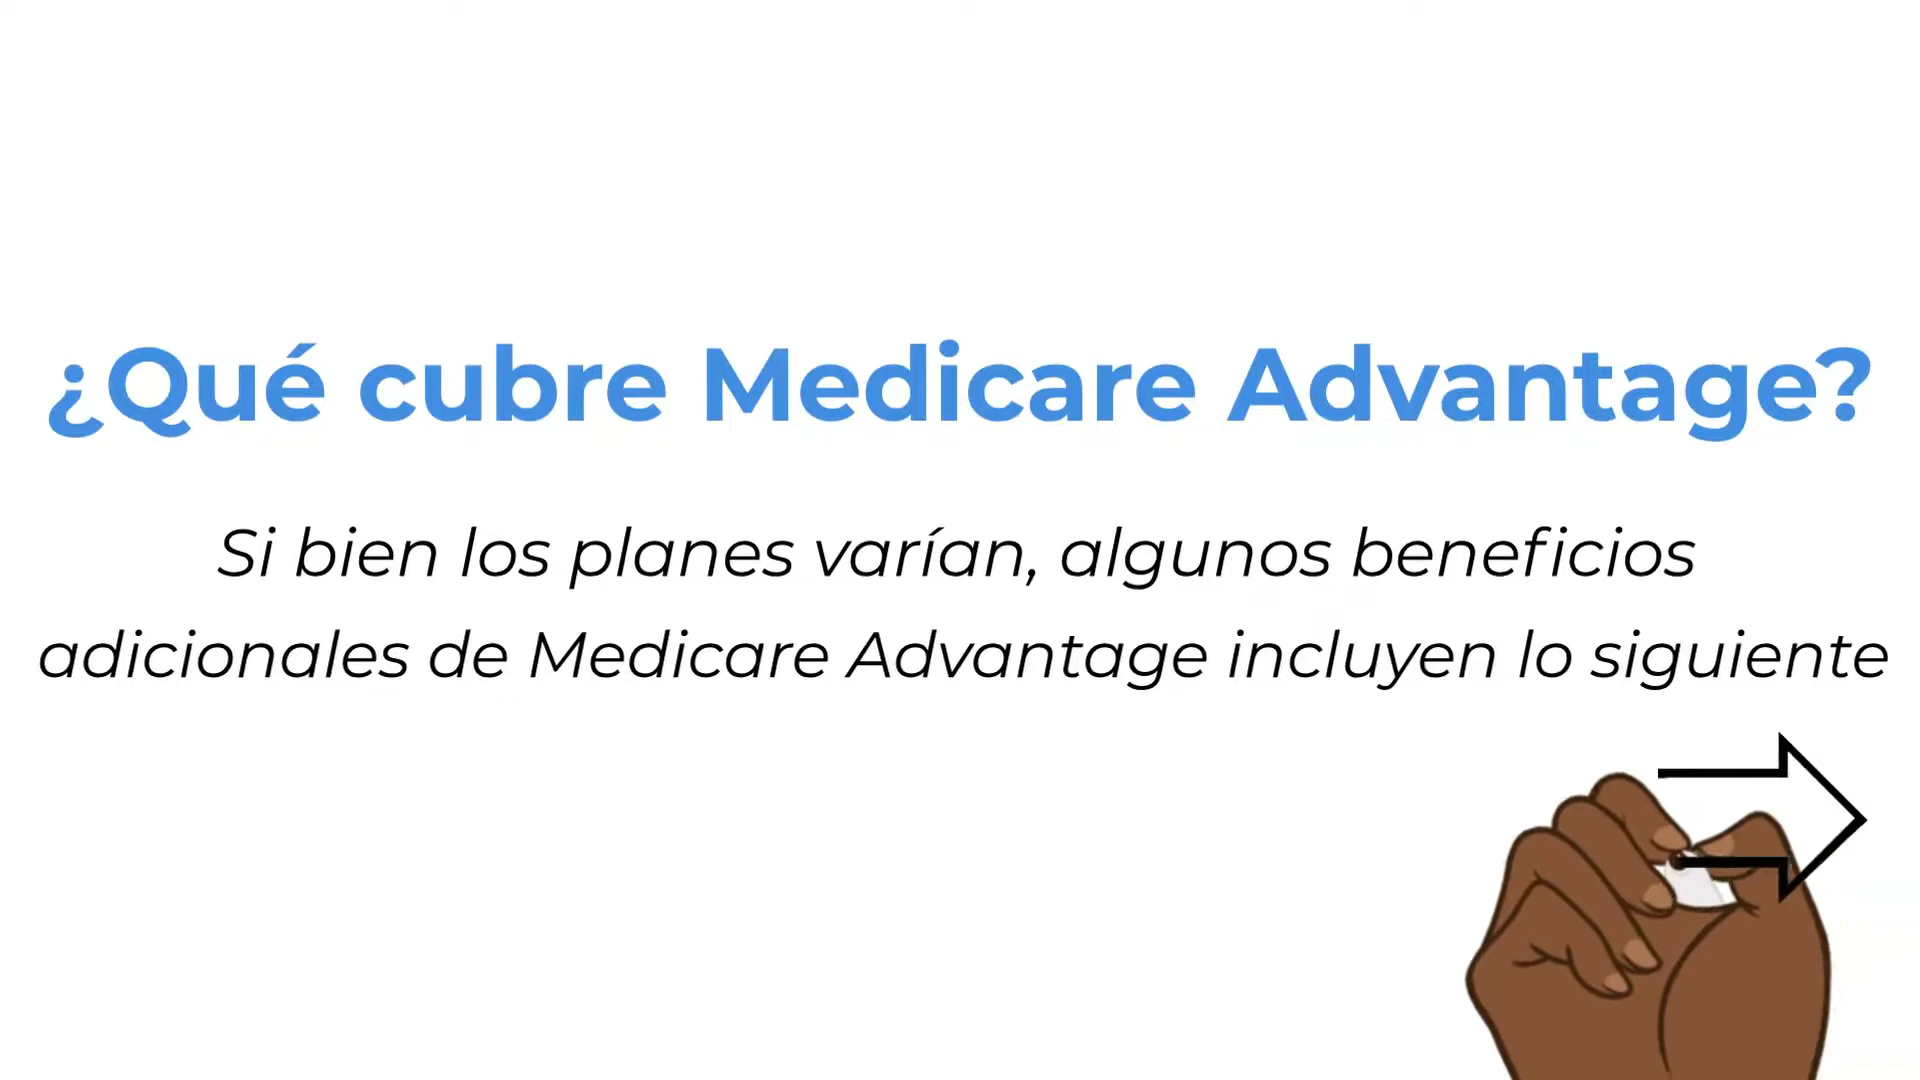 ¿Qué cubre Medicare Advantage?
Si bien los planes varían, algunos beneficios
adicionales de Medicare Advantage incluyen lo siguiente